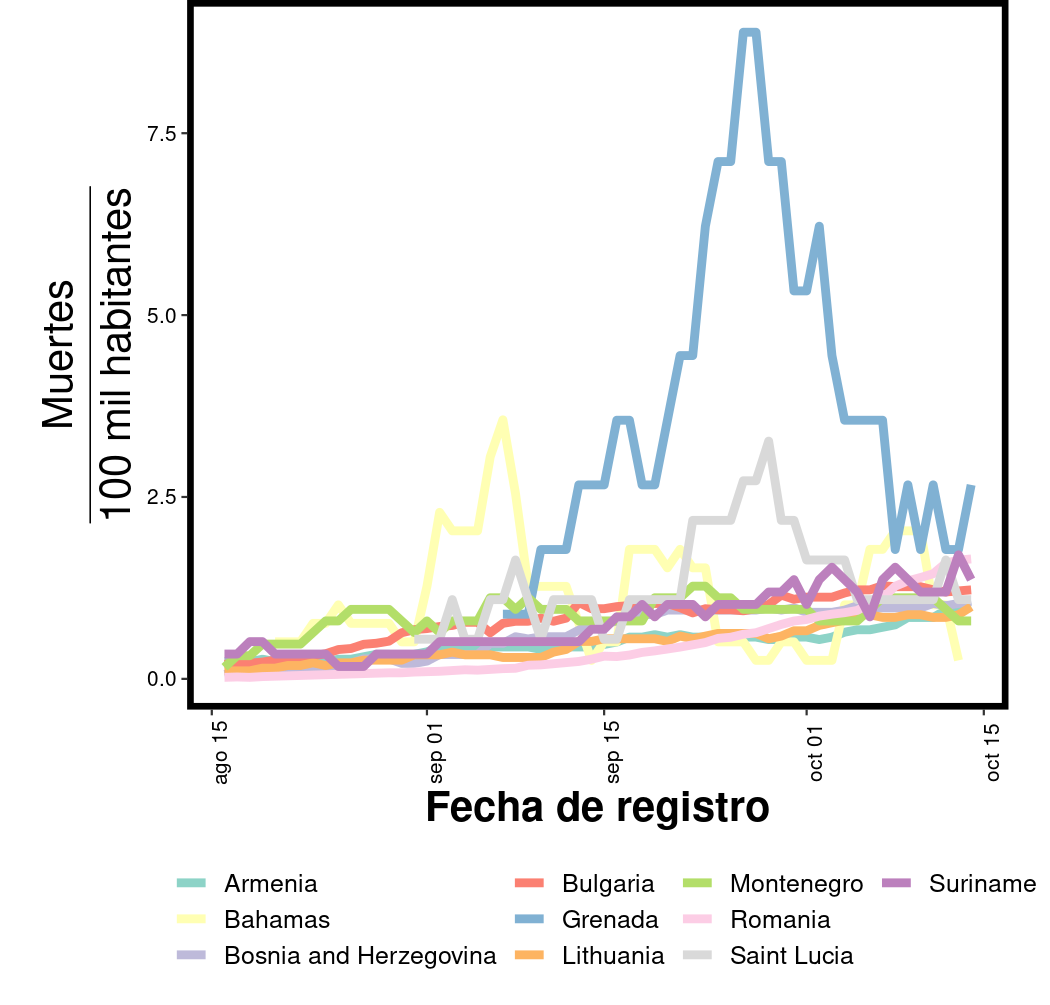 Muertes
100 mil habitantes
7.5
5.0
2.5
0.0
ago 15
sep 01
sep 15
oct 01
oct 15
Fecha de registro
Armenia
Bulgaria
Montenegro
Suriname
Bahamas
Grenada
Romania
Bosnia and Herzegovina
Lithuania
Saint Lucia